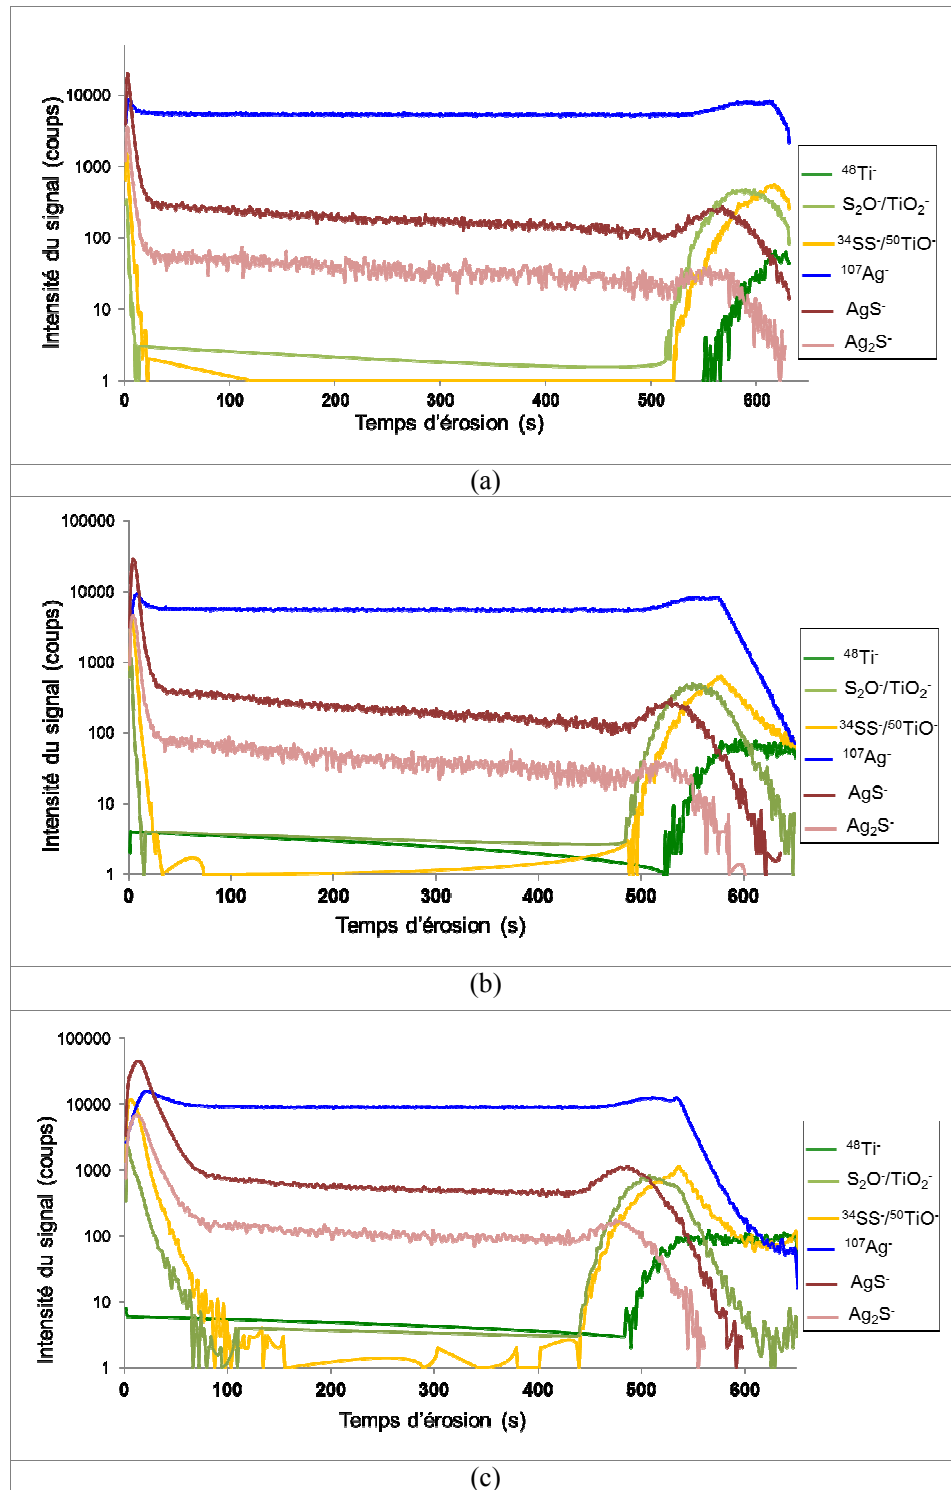 10000
1000
100
10
1
Intensité du signal (coups)
0 100 200 300 400 500 600
Temps d'érosion (s)
⁴⁸Ti⁻
S₂O⁻/TiO₂⁻
³⁴SS⁻/⁵⁰TiO⁻
¹⁰⁷Ag⁻
AgS⁻
Ag₂S⁻
(a)
100000
10000
1000
100
10
1
Intensité du signal (coups)
0 100 200 300 400 500 600
Temps d'érosion (s)
⁴⁸Ti⁻
S₂O⁻/TiO₂⁻
³⁴SS⁻/⁵⁰TiO⁻
¹⁰⁷Ag⁻
AgS⁻
Ag₂S⁻
(b)
100000
10000
1000
100
10
1
Intensité du signal (coups)
0 100 200 300 400 500 600
Temps d'érosion (s)
⁴⁸Ti⁻
S₂O⁻/TiO₂⁻
³⁴SS⁻/⁵⁰TiO⁻
¹⁰⁷Ag⁻
AgS⁻
Ag₂S⁻
(c)